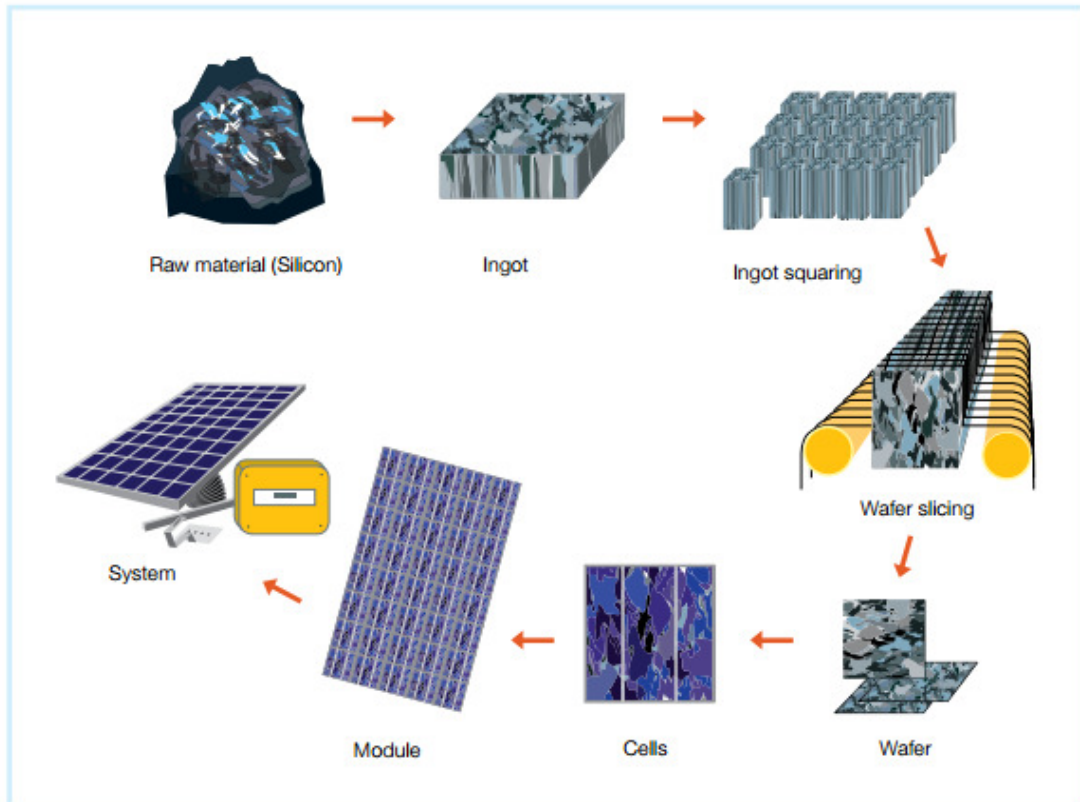 Raw material (Silicon)
Ingot
Ingot squaring
Wafer slicing
Wafer
Cells
Module
System